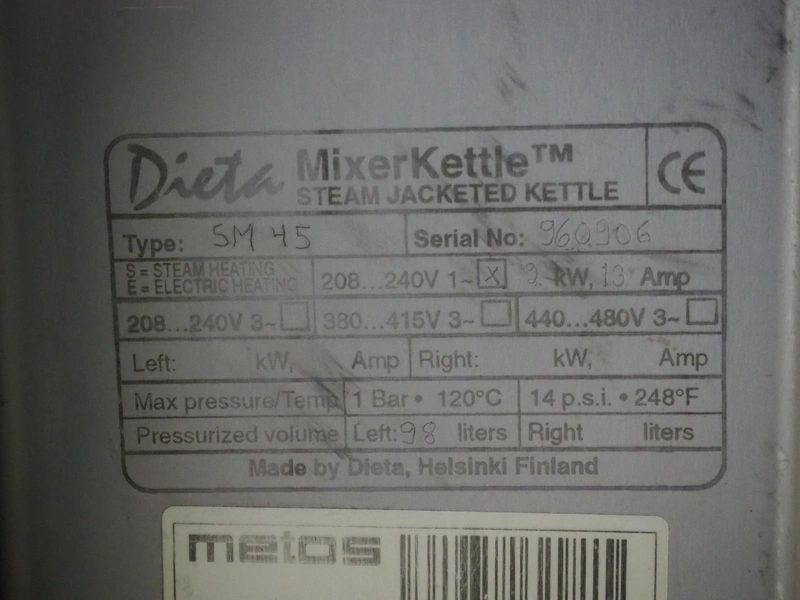 Dieta MixerKettle™ CE
STEAM JACKETED KETTLE
Type: SM 45 Serial No: 960906
S = STEAM HEATING
E = ELECTRIC HEATING 208...240V 1~ X 2 kW, 13 Amp
208...240V 3~ 380...415V 3~ 440...480V 3~
Left: kW, Amp Right: kW, Amp
Max pressure/Temp 1 Bar • 120°C 14 p.s.i. • 248°F
Pressurized volume Left: 98 liters Right liters
Made by Dieta, Helsinki Finland
metos